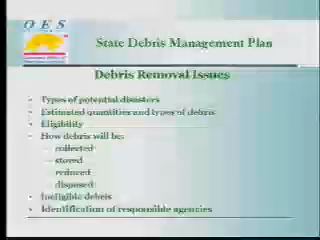 OES
State Debris Management Plan
Debris Removal Issues
• Types of potential disasters
• Estimated quantities and types of debris
• Eligibility
• How debris will be:
– collected
– stored
– reduced
– disposed
• Ineligible debris
• Identification of responsible agencies